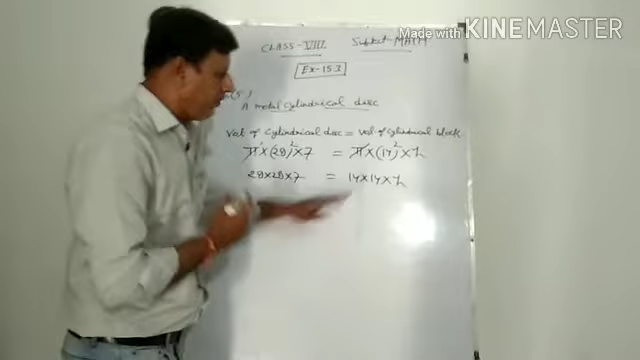 Made with KINEMASTER
CLASS-VIII Subject-MATH
Ex-15.3
(5.)
A metal cylindrical disc
Vol. of cylindrical disc = Vol. of cylindrical block
π × (28)² × 7 = π × (14)² × h
28×28×7 = 14×14×h